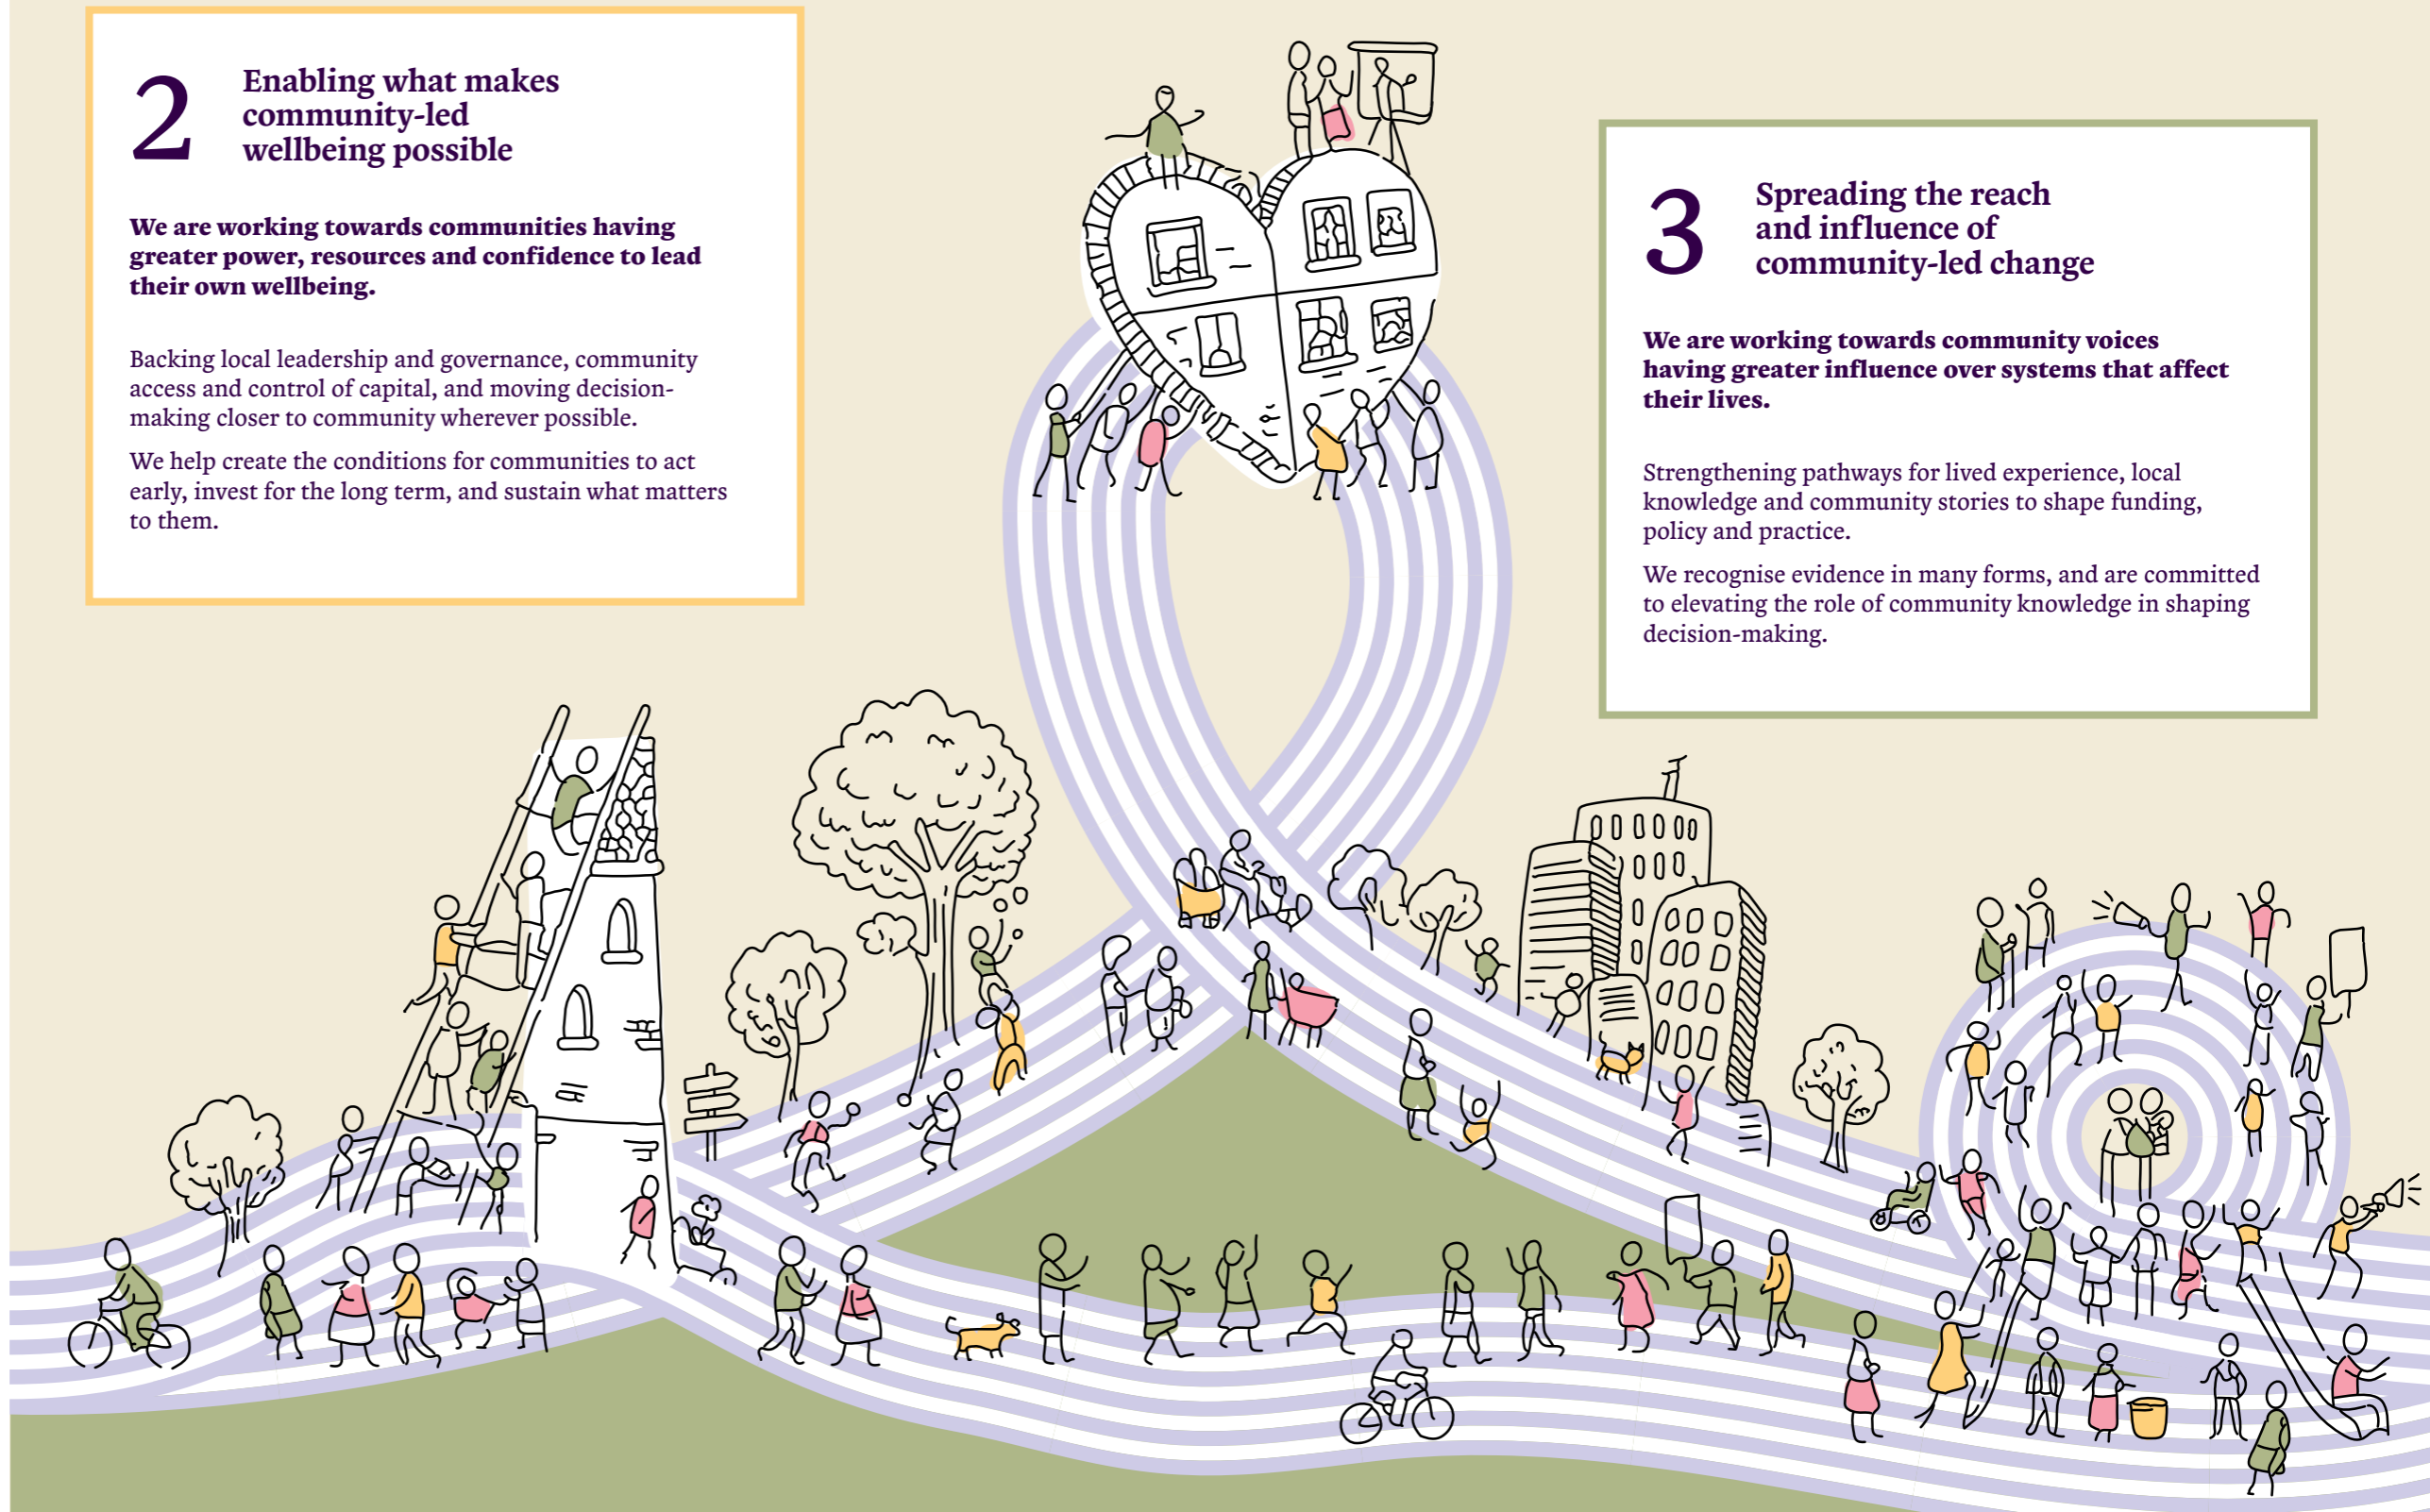 2
Enabling what makes
community-led
wellbeing possible
We are working towards communities having
greater power, resources and confidence to lead
their own wellbeing.
Backing local leadership and governance, community
access and control of capital, and moving decision-
making closer to community wherever possible.
We help create the conditions for communities to act
early, invest for the long term, and sustain what matters
to them.
3
Spreading the reach
and influence of
community-led change
We are working towards community voices
having greater influence over systems that affect
their lives.
Strengthening pathways for lived experience, local
knowledge and community stories to shape funding,
policy and practice.
We recognise evidence in many forms, and are committed
to elevating the role of community knowledge in shaping
decision-making.